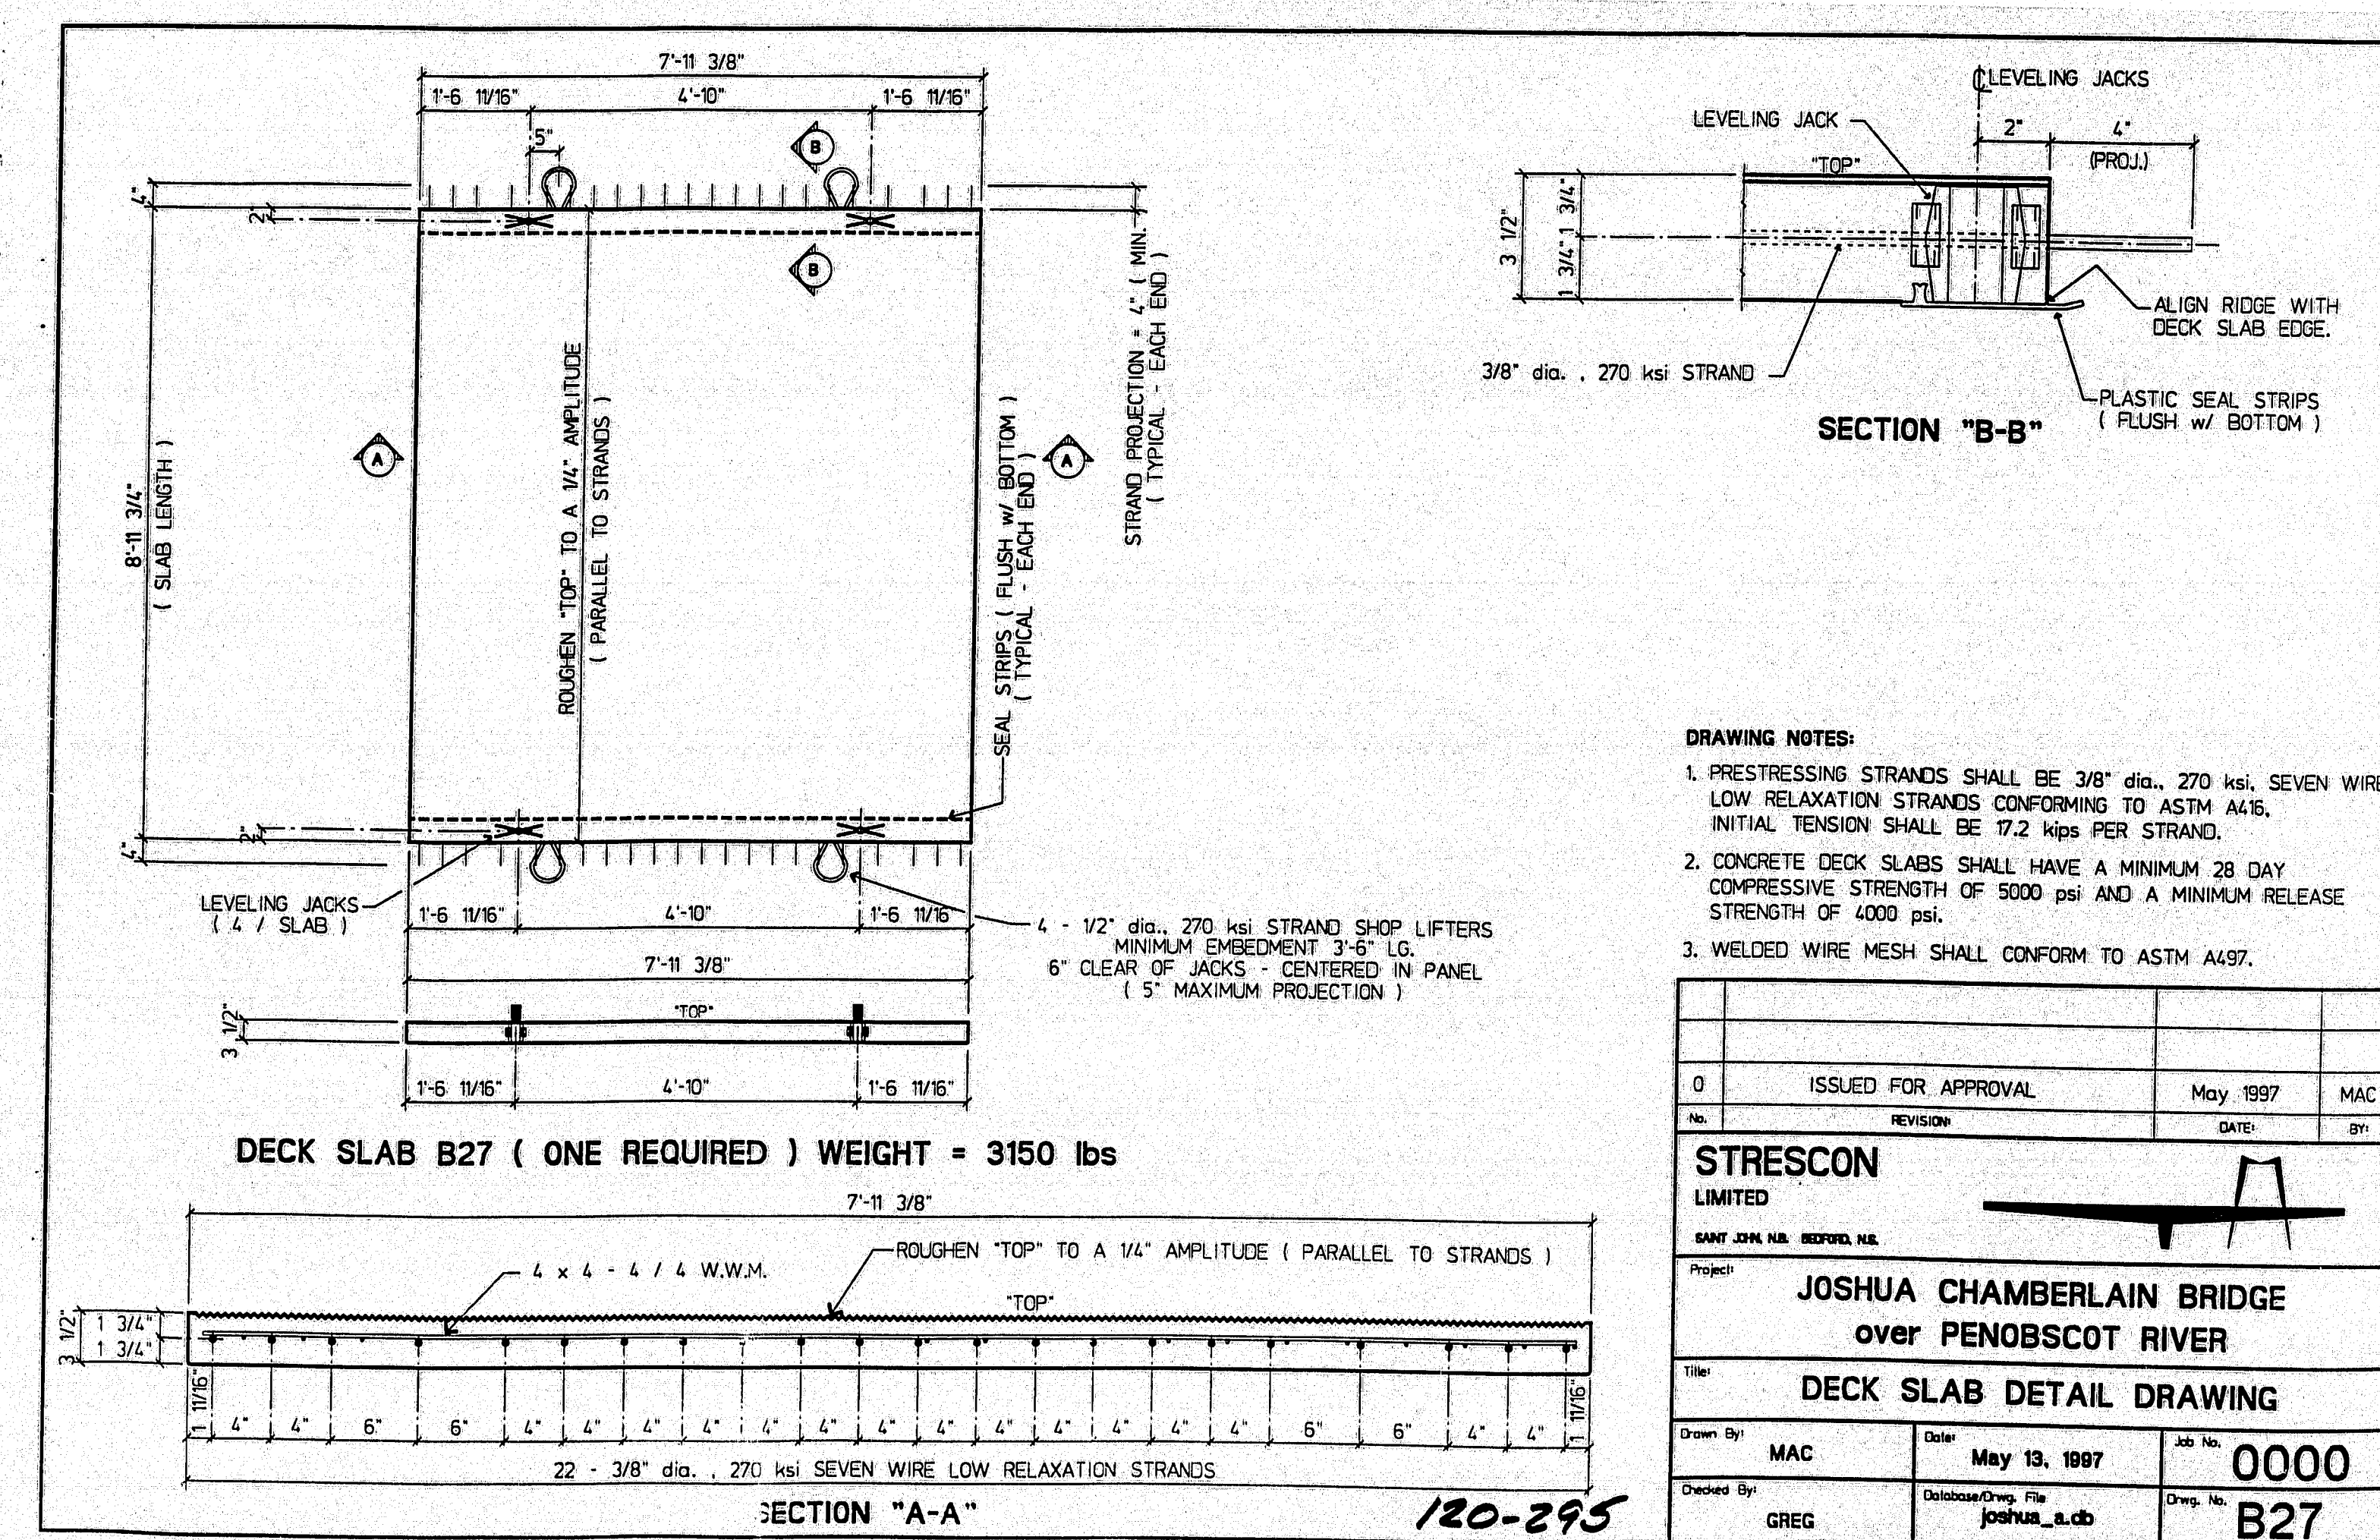 7'-11 3/8"
1'-6 11/16"
4'-10"
1'-6 11/16"
5"
B
4"
2"
B
A
A
8'-11 3/4"
( SLAB LENGTH )
ROUGHEN "TOP" TO A 1/4" AMPLITUDE
( PARALLEL TO STRANDS )
SEAL STRIPS ( FLUSH w/ BOTTOM )
( TYPICAL - EACH END )
STRAND PROJECTION = 4" ( MIN. )
( TYPICAL - EACH END )
2"
4"
LEVELING JACKS
( 4 / SLAB )
1'-6 11/16"
4'-10"
1'-6 11/16"
7'-11 3/8"
4 - 1/2" dia., 270 ksi STRAND SHOP LIFTERS
MINIMUM EMBEDMENT 3'-6" LG.
6" CLEAR OF JACKS - CENTERED IN PANEL
( 5" MAXIMUM PROJECTION )
"TOP"
3 1/2"
1'-6 11/16"
4'-10"
1'-6 11/16"
DECK SLAB B27 ( ONE REQUIRED ) WEIGHT = 3150 lbs
7'-11 3/8"
4 x 4 - 4 / 4 W.W.M.
ROUGHEN "TOP" TO A 1/4" AMPLITUDE ( PARALLEL TO STRANDS )
"TOP"
3 1/2"
1 3/4"
1 3/4"
1 11/16"
4" 4" 6" 6" 4" 4" 4" 4" 4" 4" 4" 4" 4" 4" 4" 4" 4" 6" 6" 4" 4"
1 11/16"
22 - 3/8" dia. , 270 ksi SEVEN WIRE LOW RELAXATION STRANDS
SECTION "A-A"
120-295
℄ LEVELING JACKS
LEVELING JACK
2"
4"
(PROJ.)
"TOP"
3 1/2"
1 3/4"
1 3/4"
ALIGN RIDGE WITH
DECK SLAB EDGE.
3/8" dia. , 270 ksi STRAND
PLASTIC SEAL STRIPS
( FLUSH w/ BOTTOM )
SECTION "B-B"
DRAWING NOTES:
1. PRESTRESSING STRANDS SHALL BE 3/8" dia., 270 ksi, SEVEN WIRE
LOW RELAXATION STRANDS CONFORMING TO ASTM A416.
INITIAL TENSION SHALL BE 17.2 kips PER STRAND.
2. CONCRETE DECK SLABS SHALL HAVE A MINIMUM 28 DAY
COMPRESSIVE STRENGTH OF 5000 psi AND A MINIMUM RELEASE
STRENGTH OF 4000 psi.
3. WELDED WIRE MESH SHALL CONFORM TO ASTM A497.
0 ISSUED FOR APPROVAL May 1997 MAC
No. REVISION: DATE: BY:
STRESCON
LIMITED
SAINT JOHN, N.B. BEDFORD, N.S.
Project:
JOSHUA CHAMBERLAIN BRIDGE
over PENOBSCOT RIVER
Title:
DECK SLAB DETAIL DRAWING
Drawn By:
MAC
Date:
May 13, 1997
Job No.
0000
Checked By:
GREG
Database/Drwg. File
joshua_a.db
Drwg. No.
B27